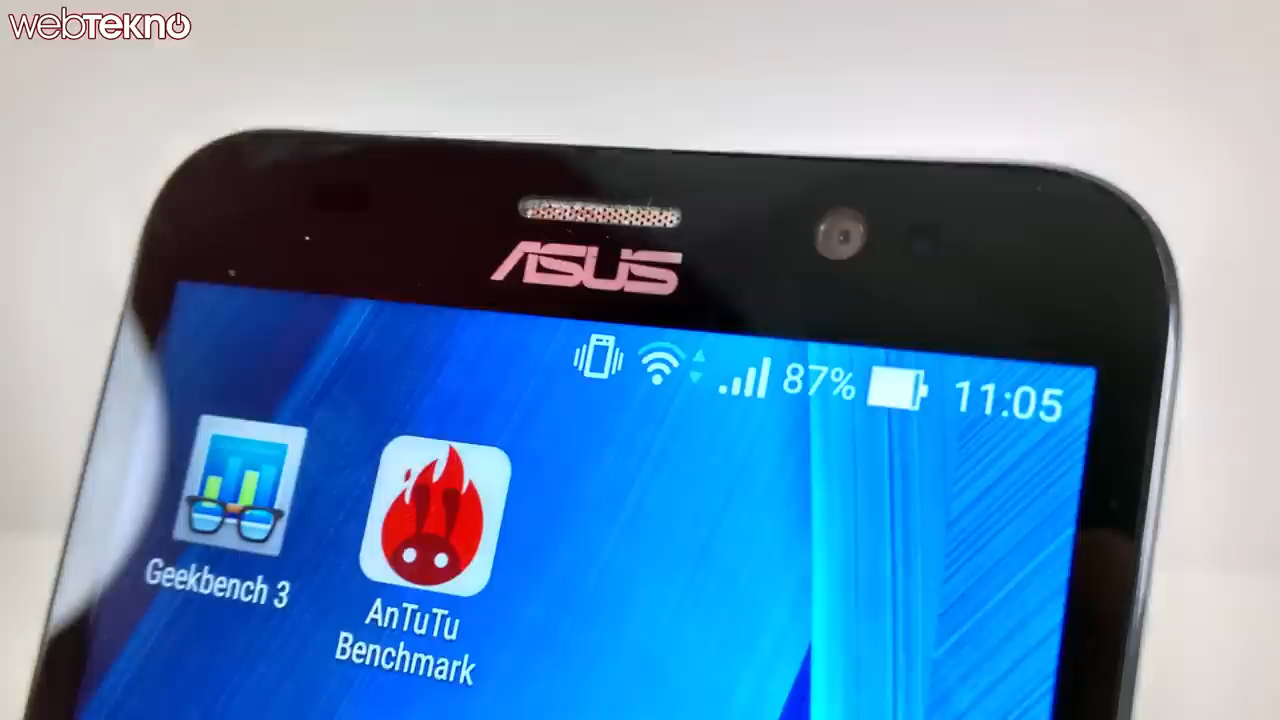 webTEKNO
ASUS
87% 11:05
Geekbench 3
AnTuTu
Benchmark